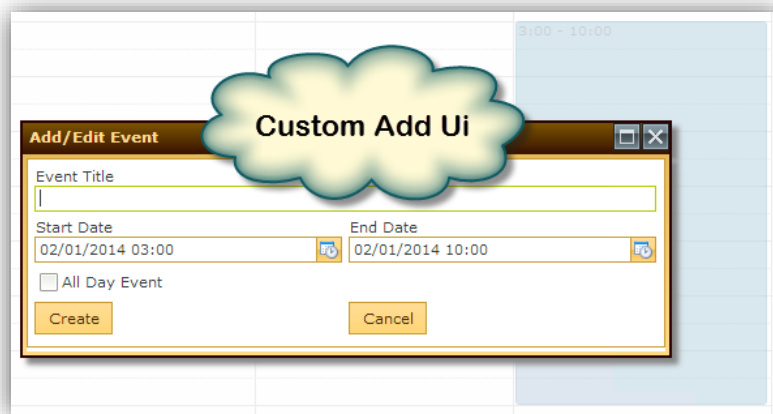 3:00 - 10:00
Custom Add Ui
Add/Edit Event
Event Title
Start Date End Date
02/01/2014 03:00 02/01/2014 10:00
All Day Event
Create Cancel